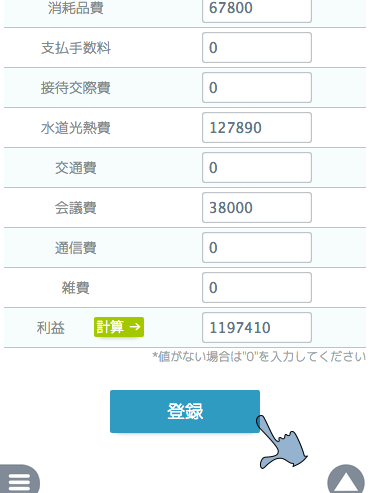 消耗品費 67800
支払手数料 0
接待交際費 0
水道光熱費 127890
交通費 0
会議費 38000
通信費 0
雑費 0
利益 計算 → 1197410
*値がない場合は"0"を入力してください
登録